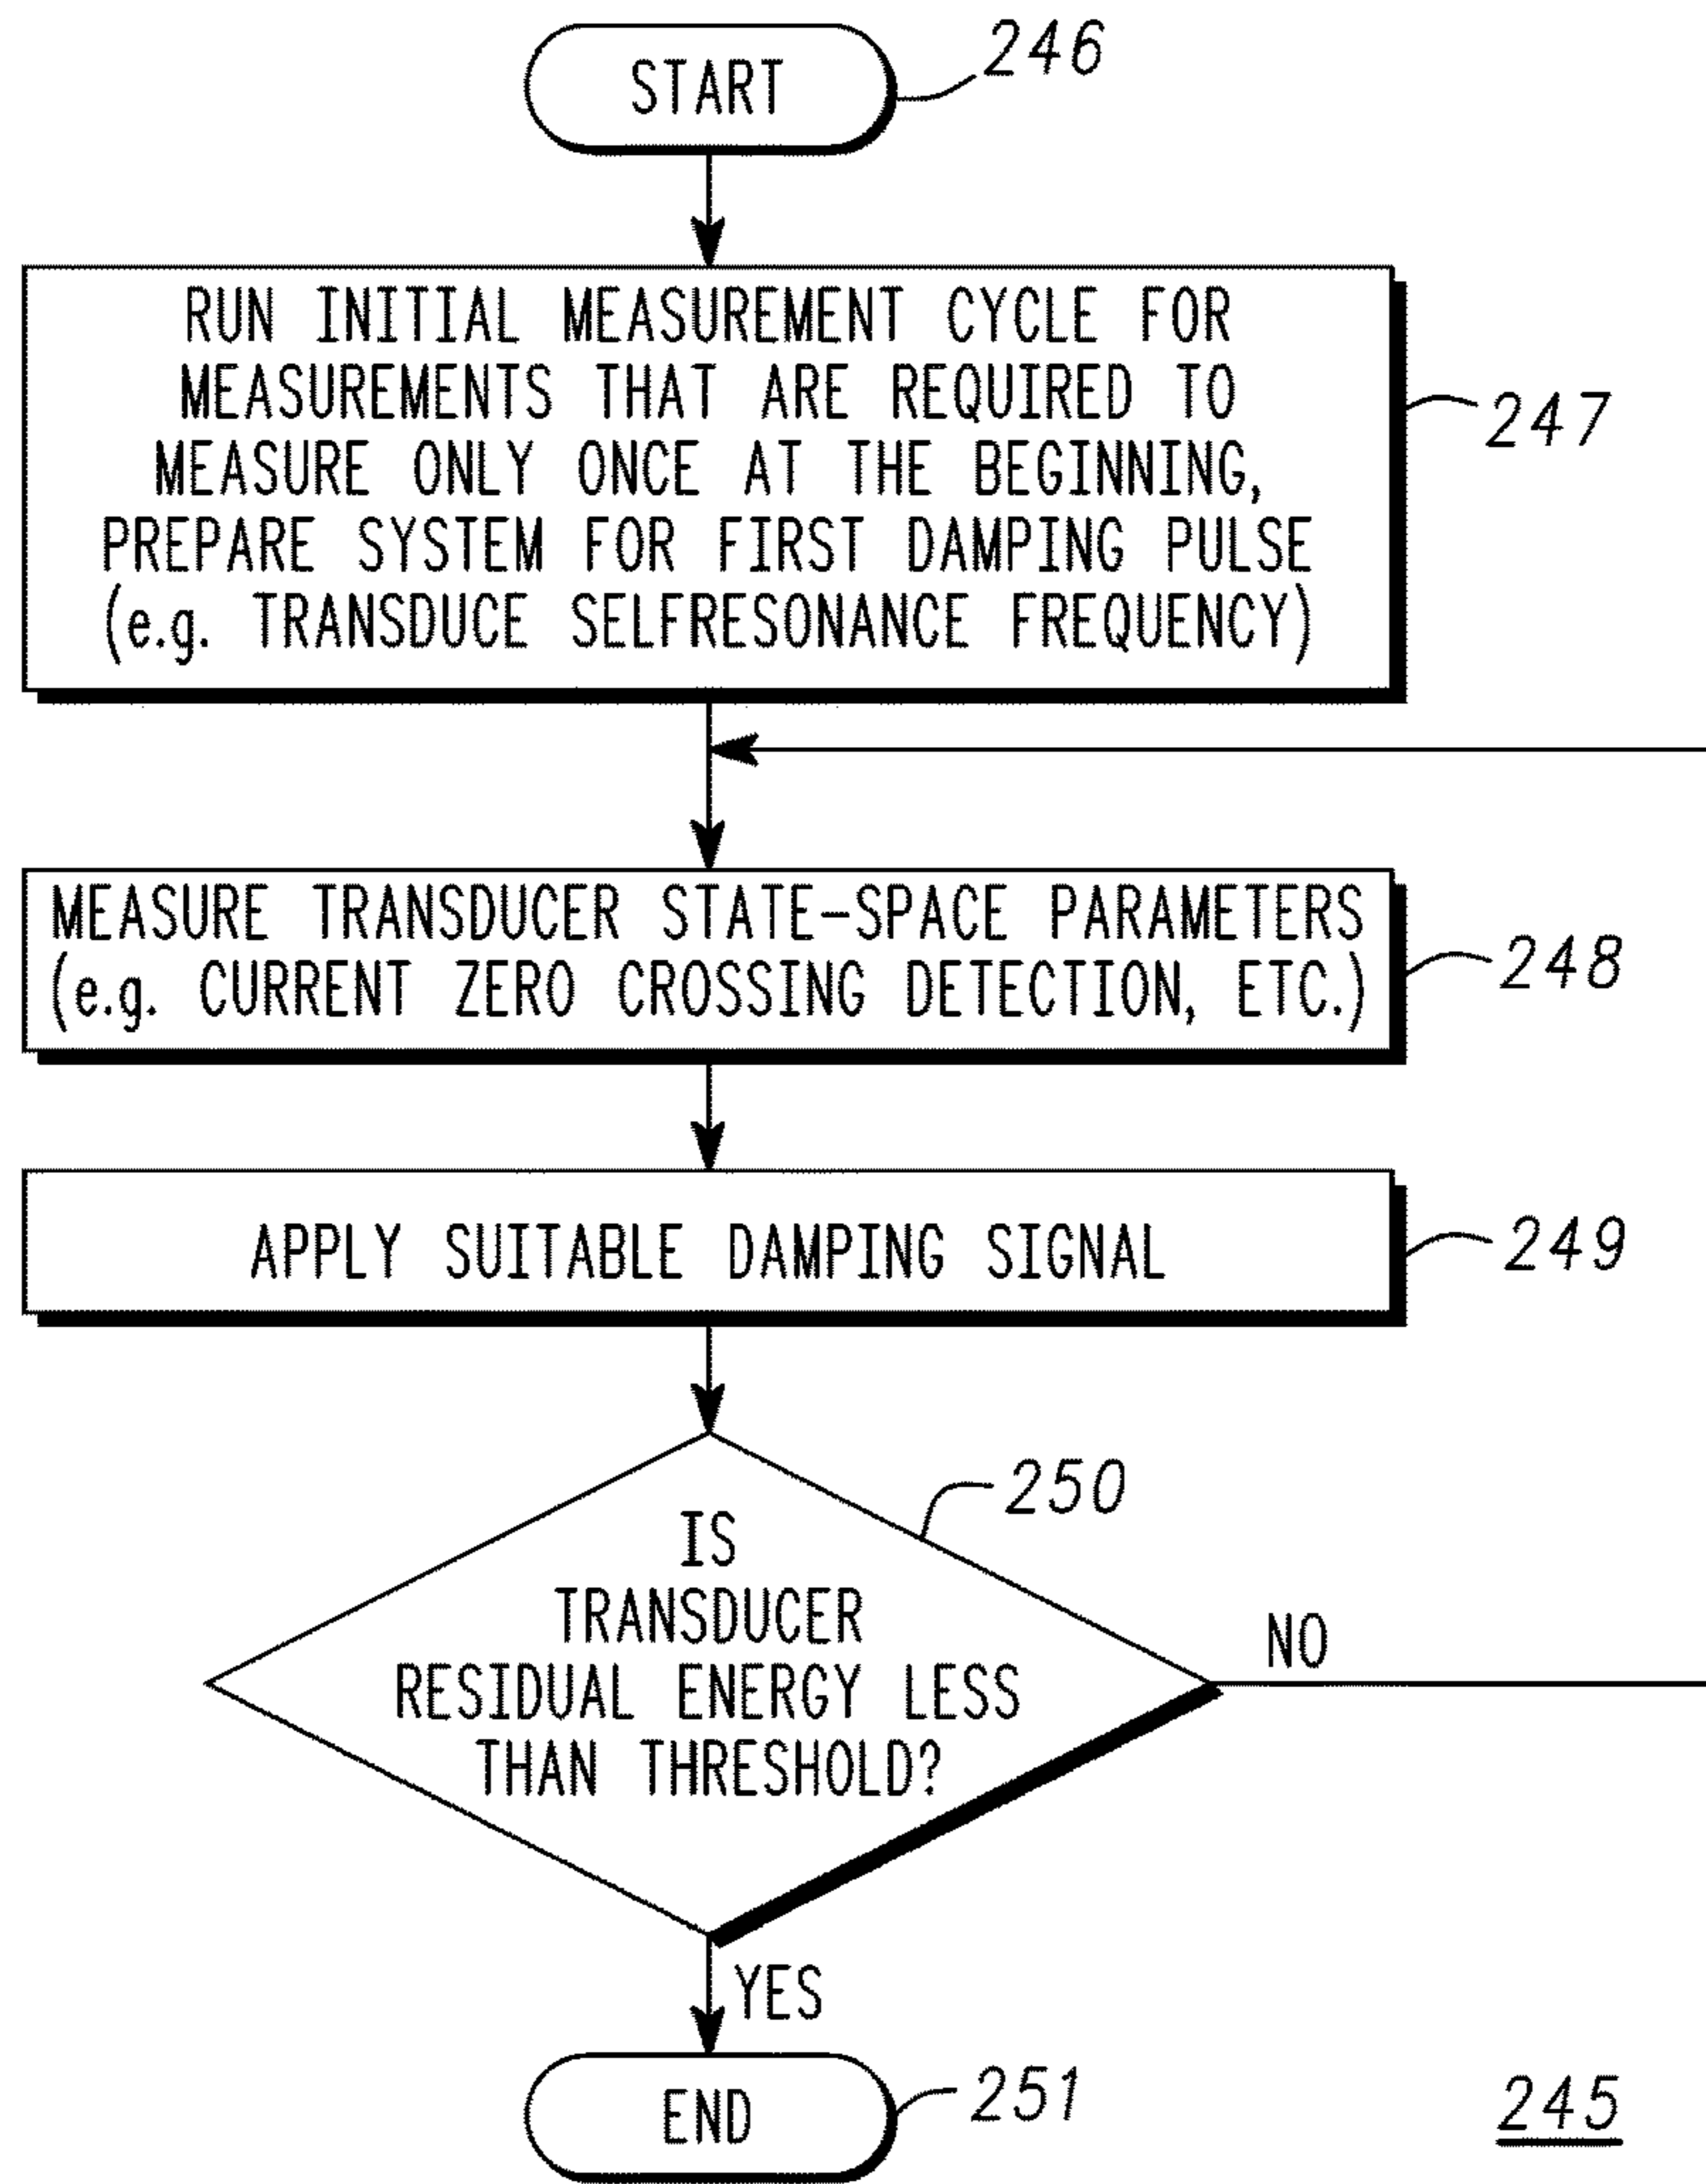 START
246
RUN INITIAL MEASUREMENT CYCLE FOR
MEASUREMENTS THAT ARE REQUIRED TO
MEASURE ONLY ONCE AT THE BEGINNING,
PREPARE SYSTEM FOR FIRST DAMPING PULSE
(e.g. TRANSDUCE SELFRESONANCE FREQUENCY)
247
MEASURE TRANSDUCER STATE-SPACE PARAMETERS
(e.g. CURRENT ZERO CROSSING DETECTION, ETC.)
248
APPLY SUITABLE DAMPING SIGNAL
249
250
IS
TRANSDUCER
RESIDUAL ENERGY LESS
THAN THRESHOLD?
NO
YES
END
251
245